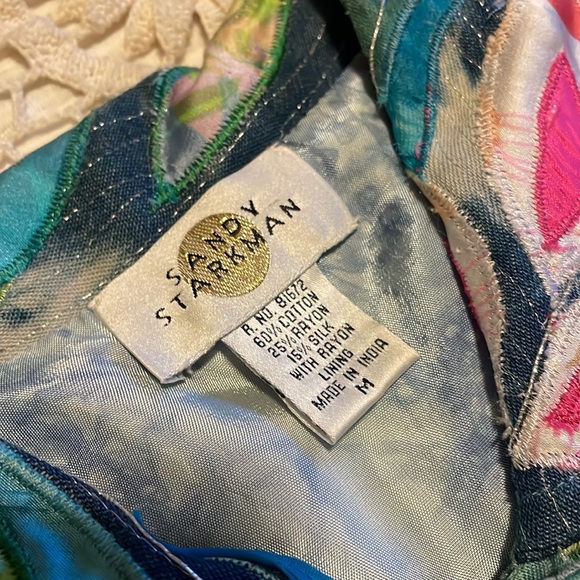 SANDY
STARKMAN
R. NO. 81672
60% COTTON
25% RAYON
15% SILK
WITH RAYON
LINING
MADE IN INDIA
M